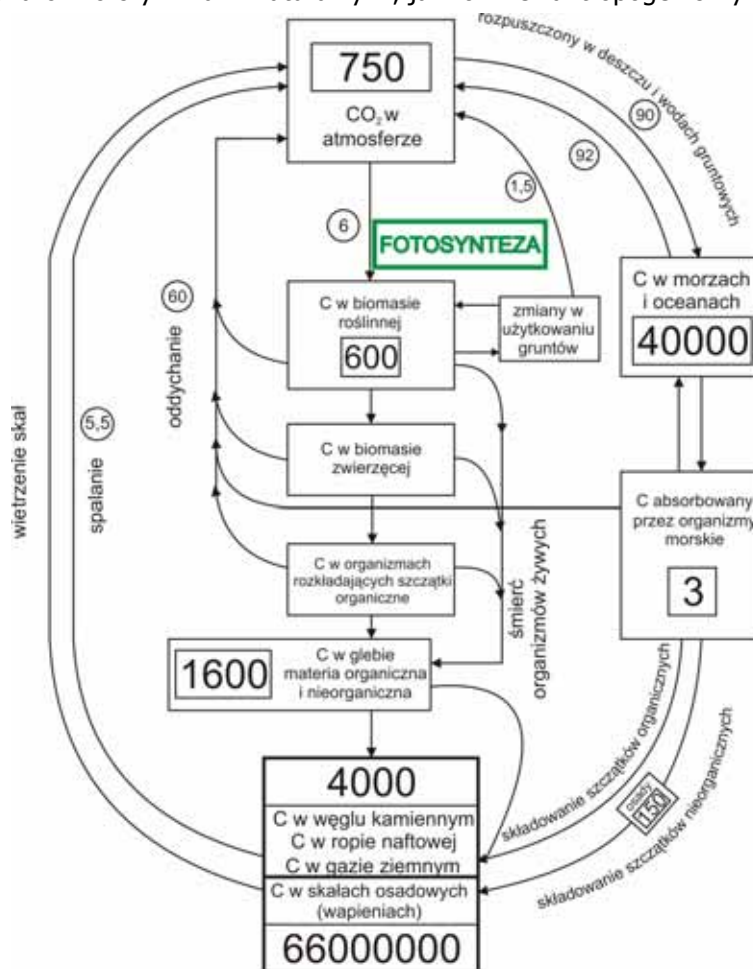 750
CO₂ w
atmosferze
rozpuszczony w deszczu i wodach gruntowych
90
92
1,5
6
FOTOSYNTEZA
C w morzach
i oceanach
40000
60
oddychanie
C w biomasie
roślinnej
600
zmiany w
użytkowaniu
gruntów
wietrzenie skał
5,5
spalanie
C w biomasie
zwierzęcej
C absorbowany
przez organizmy
morskie
3
C w organizmach
rozkładających szczątki
organiczne
śmierć
organizmów żywych
1600
C w glebie
materia organiczna
i nieorganiczna
składowanie szczątków organicznych
osady
150
składowanie szczątków nieorganicznych
4000
C w węglu kamiennym
C w ropie naftowej
C w gazie ziemnym
C w skałach osadowych
(wapieniach)
66000000